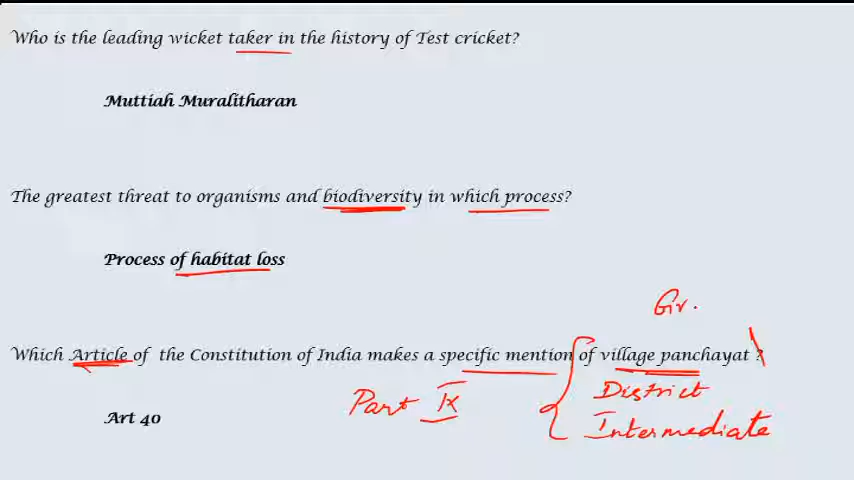 Who is the leading wicket taker in the history of Test cricket?
Muttiah Muralitharan
The greatest threat to organisms and biodiversity in which process?
Process of habitat loss
Gir.
Which Article of the Constitution of India makes a specific mention of village panchayat ?
Part IX
District
Art 40
Intermediate